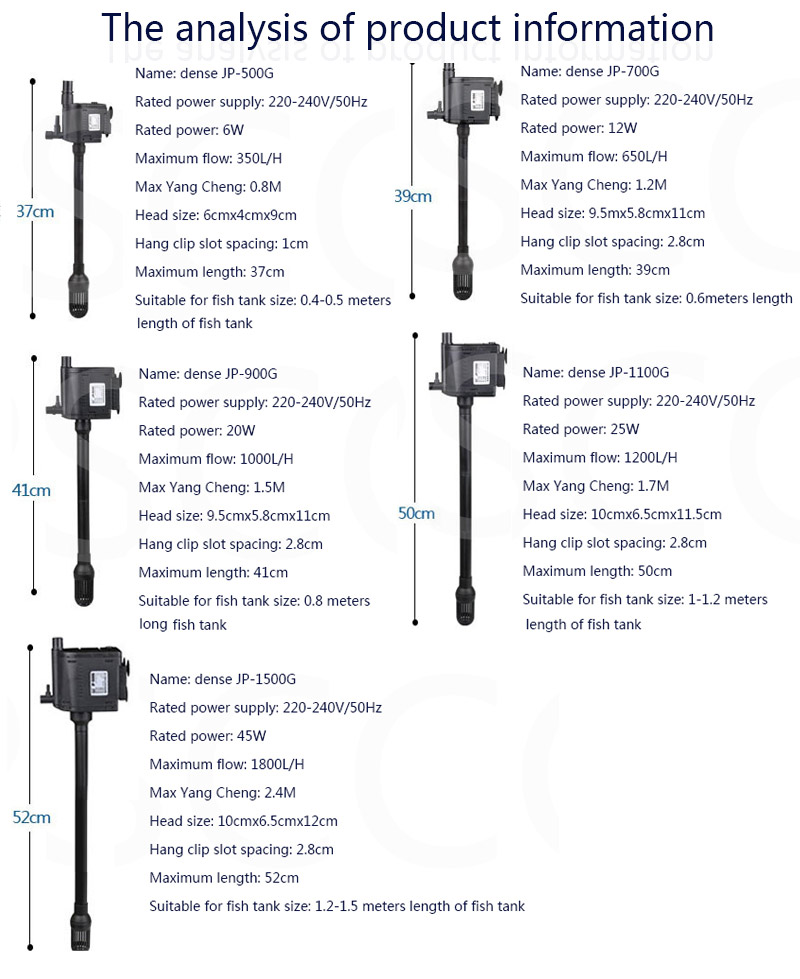 The analysis of product information
Name: dense JP-500G
Rated power supply: 220-240V/50Hz
Rated power: 6W
Maximum flow: 350L/H
Max Yang Cheng: 0.8M
Head size: 6cmx4cmx9cm
Hang clip slot spacing: 1cm
Maximum length: 37cm
Suitable for fish tank size: 0.4-0.5 meters
length of fish tank
37cm
Name: dense JP-700G
Rated power supply: 220-240V/50Hz
Rated power: 12W
Maximum flow: 650L/H
Max Yang Cheng: 1.2M
Head size: 9.5mx5.8cmx11cm
Hang clip slot spacing: 2.8cm
Maximum length: 39cm
Suitable for fish tank size: 0.6meters length
39cm
Name: dense JP-900G
Rated power supply: 220-240V/50Hz
Rated power: 20W
Maximum flow: 1000L/H
Max Yang Cheng: 1.5M
Head size: 9.5cmx5.8cmx11cm
Hang clip slot spacing: 2.8cm
Maximum length: 41cm
Suitable for fish tank size: 0.8 meters
long fish tank
41cm
Name: dense JP-1100G
Rated power supply: 220-240V/50Hz
Rated power: 25W
Maximum flow: 1200L/H
Max Yang Cheng: 1.7M
Head size: 10cmx6.5cmx11.5cm
Hang clip slot spacing: 2.8cm
Maximum length: 50cm
Suitable for fish tank size: 1-1.2 meters
length of fish tank
50cm
Name: dense JP-1500G
Rated power supply: 220-240V/50Hz
Rated power: 45W
Maximum flow: 1800L/H
Max Yang Cheng: 2.4M
Head size: 10cmx6.5cmx12cm
Hang clip slot spacing: 2.8cm
Maximum length: 52cm
Suitable for fish tank size: 1.2-1.5 meters length of fish tank
52cm